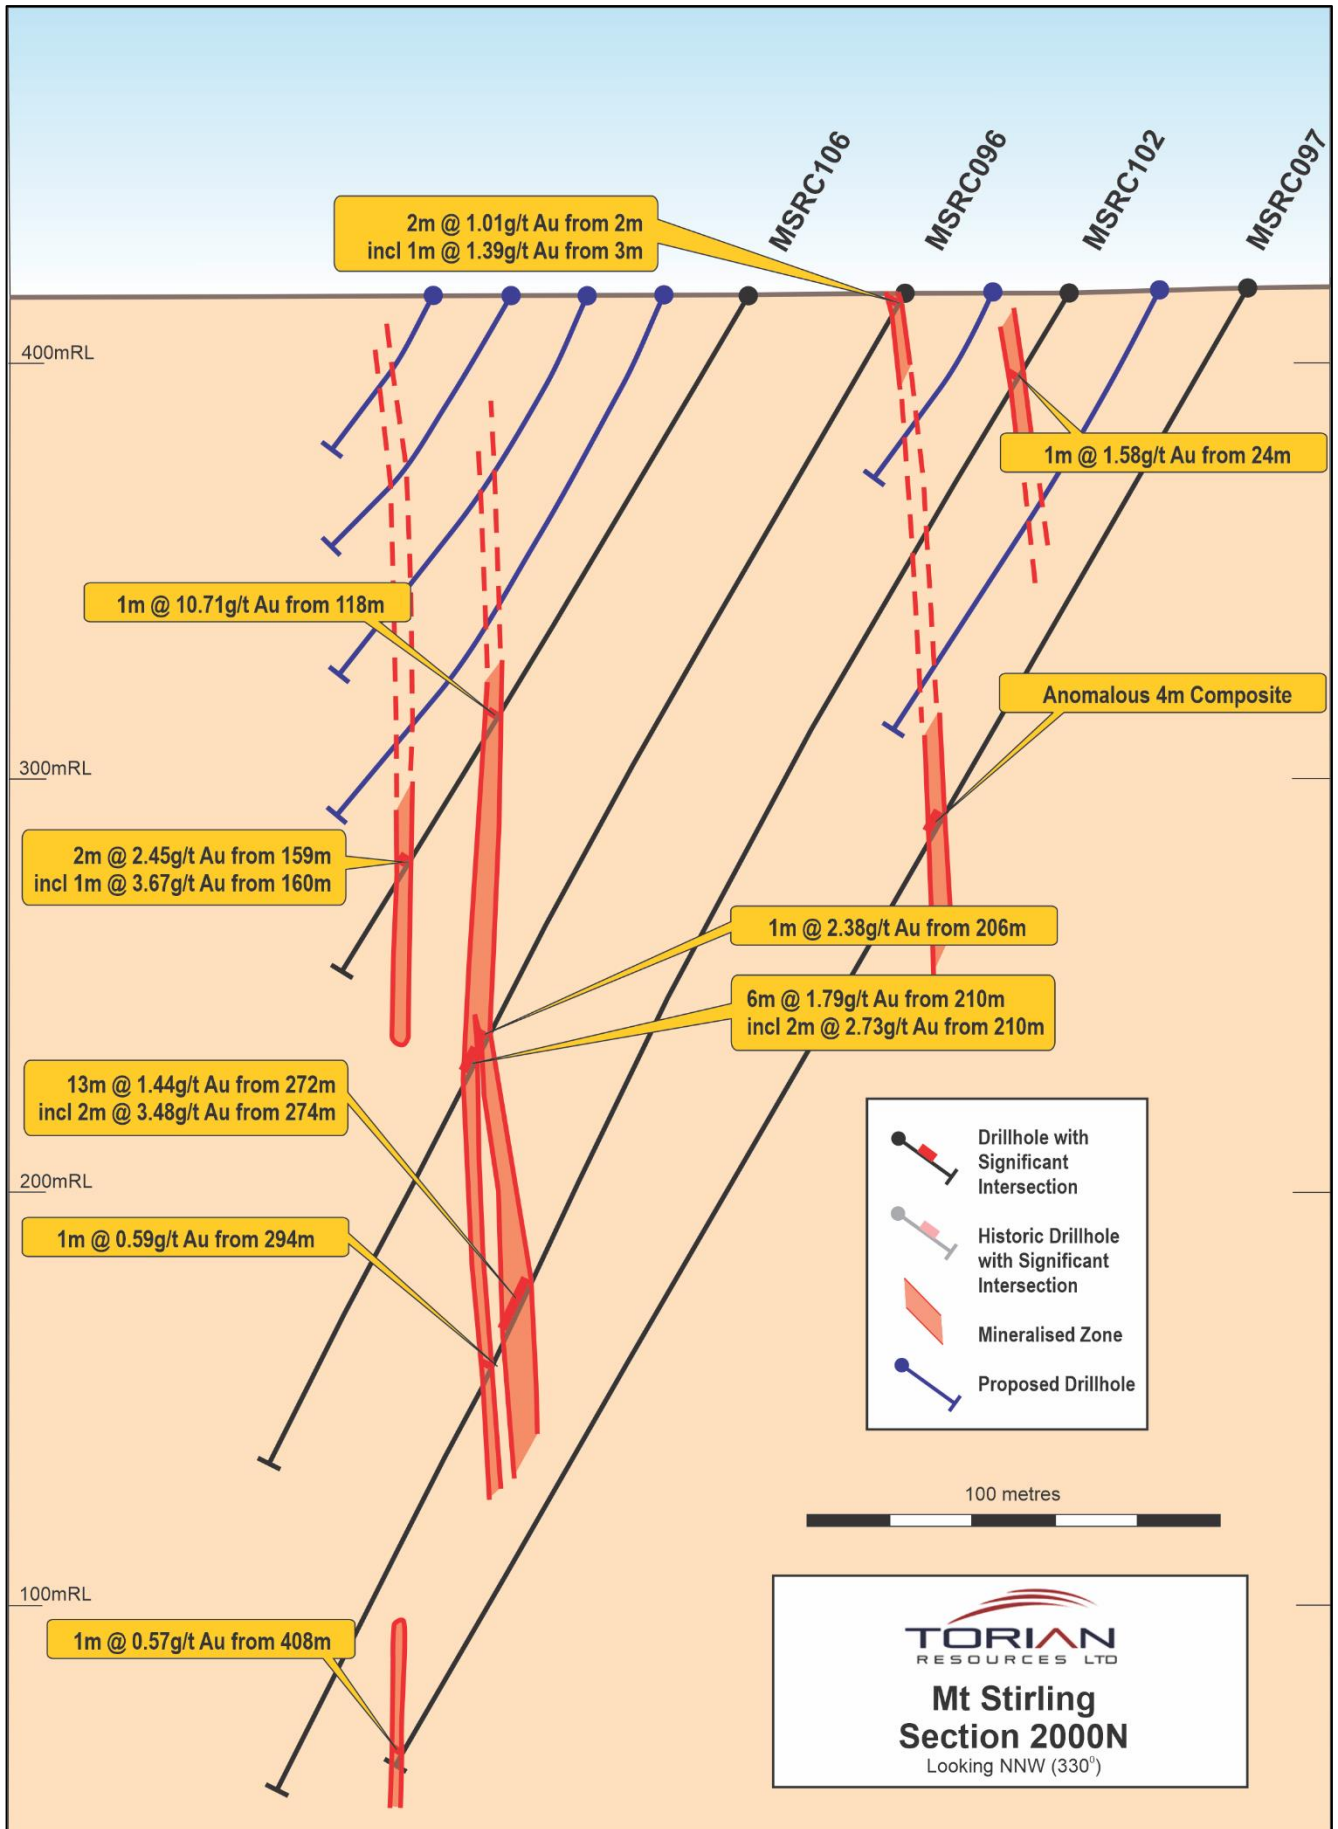 MSRC106
MSRC096
MSRC102
MSRC097
2m @ 1.01g/t Au from 2m
incl 1m @ 1.39g/t Au from 3m
400mRL
1m @ 1.58g/t Au from 24m
1m @ 10.71g/t Au from 118m
Anomalous 4m Composite
300mRL
2m @ 2.45g/t Au from 159m
incl 1m @ 3.67g/t Au from 160m
1m @ 2.38g/t Au from 206m
6m @ 1.79g/t Au from 210m
incl 2m @ 2.73g/t Au from 210m
13m @ 1.44g/t Au from 272m
incl 2m @ 3.48g/t Au from 274m
200mRL
1m @ 0.59g/t Au from 294m
Drillhole with
Significant
Intersection
Historic Drillhole
with Significant
Intersection
Mineralised Zone
Proposed Drillhole
100 metres
100mRL
1m @ 0.57g/t Au from 408m
TORIAN
RESOURCES LTD
Mt Stirling
Section 2000N
Looking NNW (330⁰)